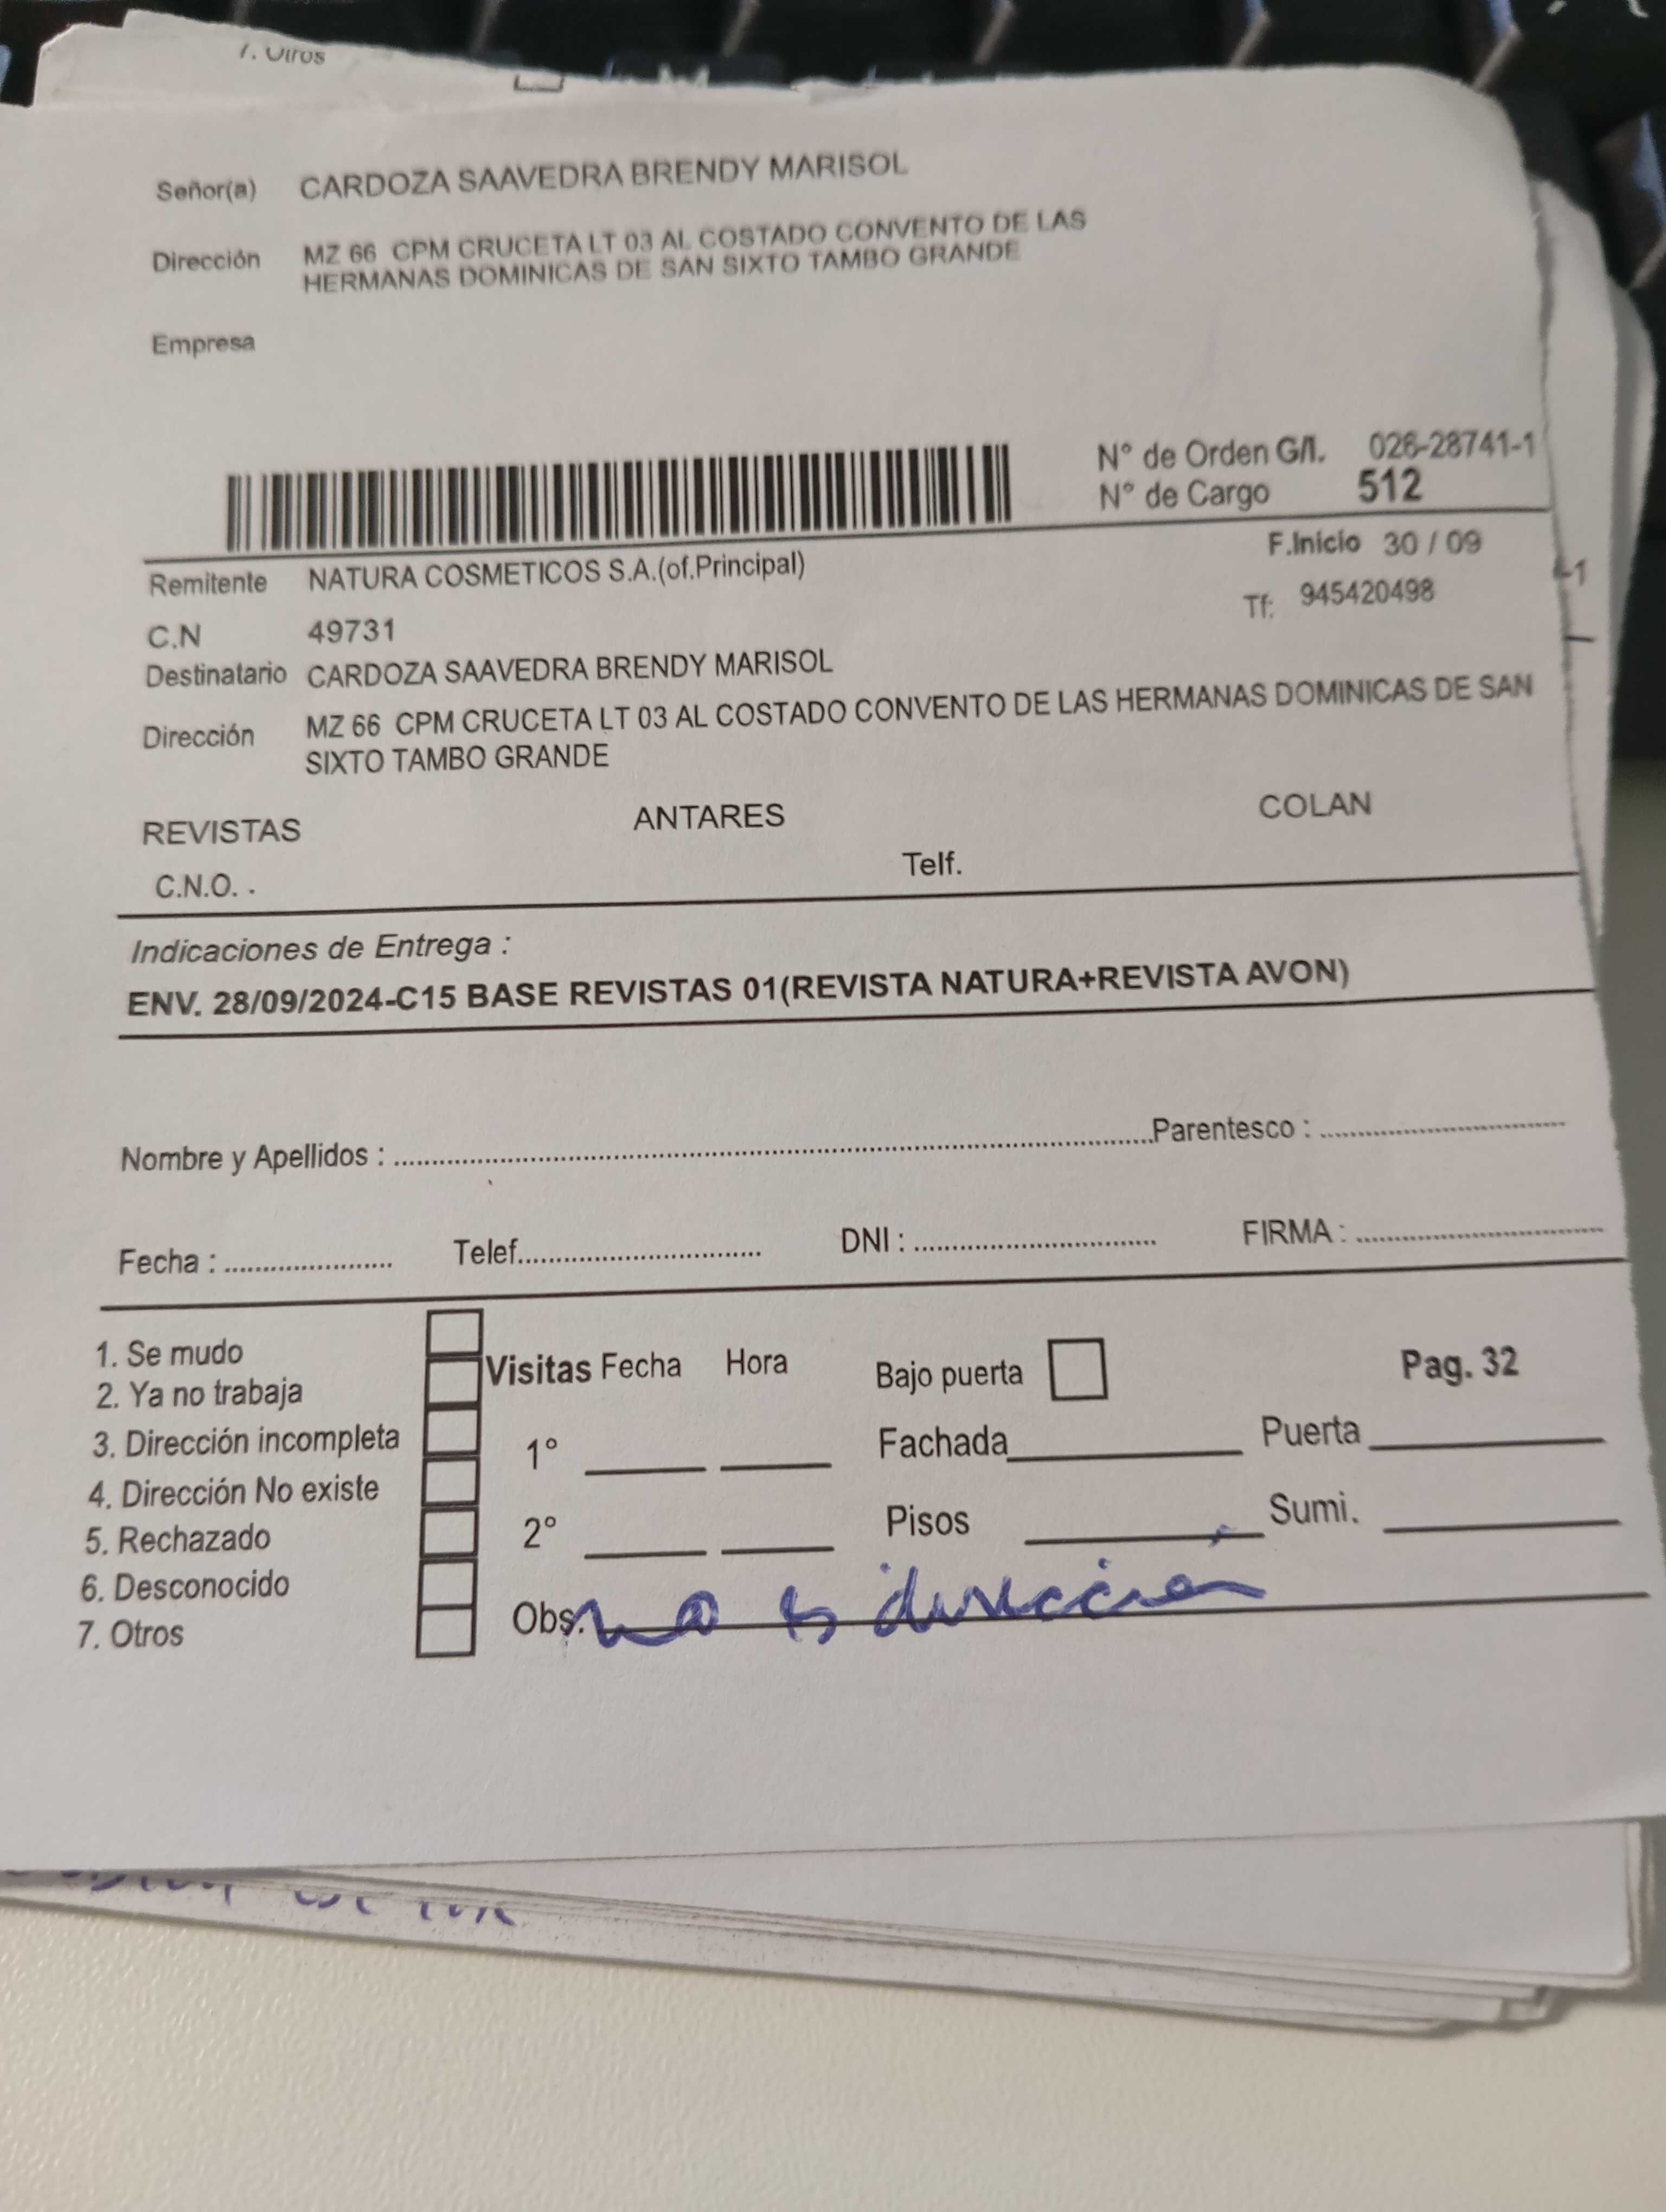 7. Otros
Señor(a) CARDOZA SAAVEDRA BRENDY MARISOL
Dirección MZ 66 CPM CRUCETA LT 03 AL COSTADO CONVENTO DE LAS
HERMANAS DOMINICAS DE SAN SIXTO TAMBO GRANDE
Empresa
N° de Orden G/I. 026-28741-1
N° de Cargo 512
F.Inicio 30 / 09
Remitente NATURA COSMETICOS S.A.(of.Principal)
Tf: 945420498
C.N 49731
Destinatario CARDOZA SAAVEDRA BRENDY MARISOL
Dirección MZ 66 CPM CRUCETA LT 03 AL COSTADO CONVENTO DE LAS HERMANAS DOMINICAS DE SAN
SIXTO TAMBO GRANDE
REVISTAS ANTARES COLAN
C.N.O. . Telf.
Indicaciones de Entrega :
ENV. 28/09/2024-C15 BASE REVISTAS 01(REVISTA NATURA+REVISTA AVON)
Nombre y Apellidos : Parentesco :
Fecha : Telef. DNI : FIRMA :
1. Se mudo
2. Ya no trabaja
3. Dirección incompleta
4. Dirección No existe
5. Rechazado
6. Desconocido
7. Otros
Visitas Fecha Hora Bajo puerta Pag. 32
1° Fachada Puerta
2° Pisos Sumi.
Obs. no es dirección